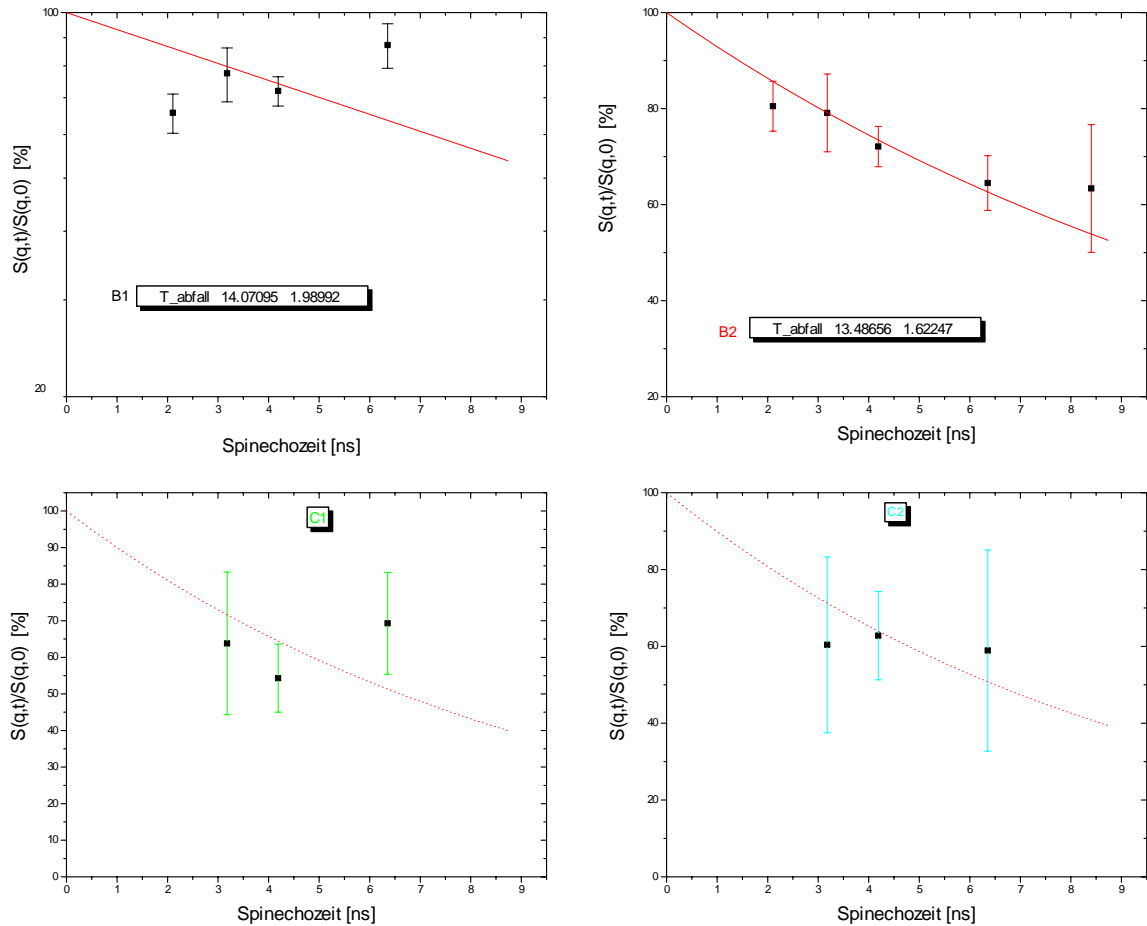 100
20
S(q,t)/S(q,0) [%]
B1 T_abfall 14.07095 1.98992
0 1 2 3 4 5 6 7 8 9
Spinechozeit [ns]
100
80
60
40
20
S(q,t)/S(q,0) [%]
B2 T_abfall 13.48656 1.62247
0 1 2 3 4 5 6 7 8 9
Spinechozeit [ns]
C1
100
90
80
70
60
50
40
30
20
10
0
S(q,t)/S(q,0) [%]
0 1 2 3 4 5 6 7 8 9
Spinechozeit [ns]
C2
100
80
60
40
20
0
S(q,t)/S(q,0) [%]
0 1 2 3 4 5 6 7 8 9
Spinechozeit [ns]